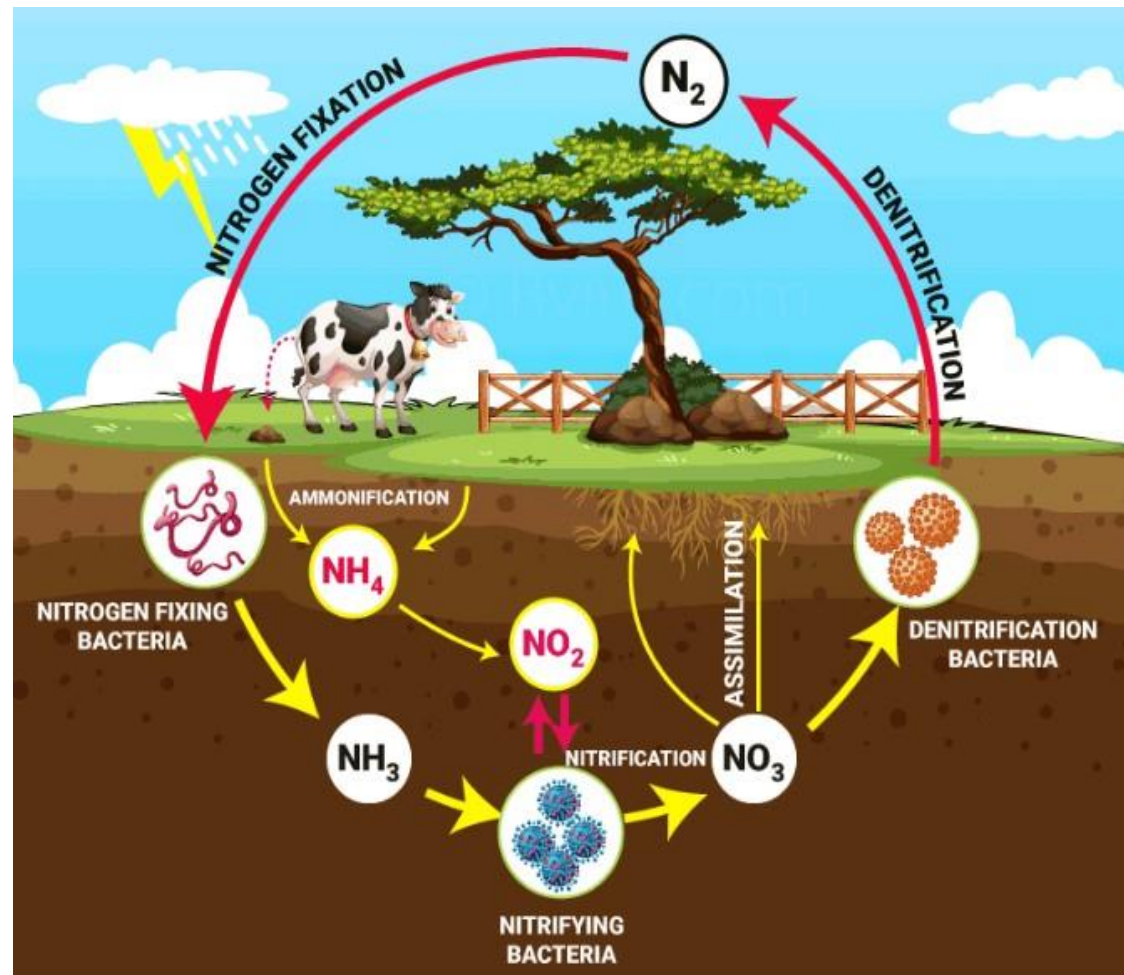 N₂
NITROGEN FIXATION
DENITRIFICATION
AMMONIFICATION
NH₄
NITROGEN FIXING
BACTERIA
NO₂
ASSIMILATION
DENITRIFICATION
BACTERIA
NH₃
NITRIFICATION
NO₃
NITRIFYING
BACTERIA